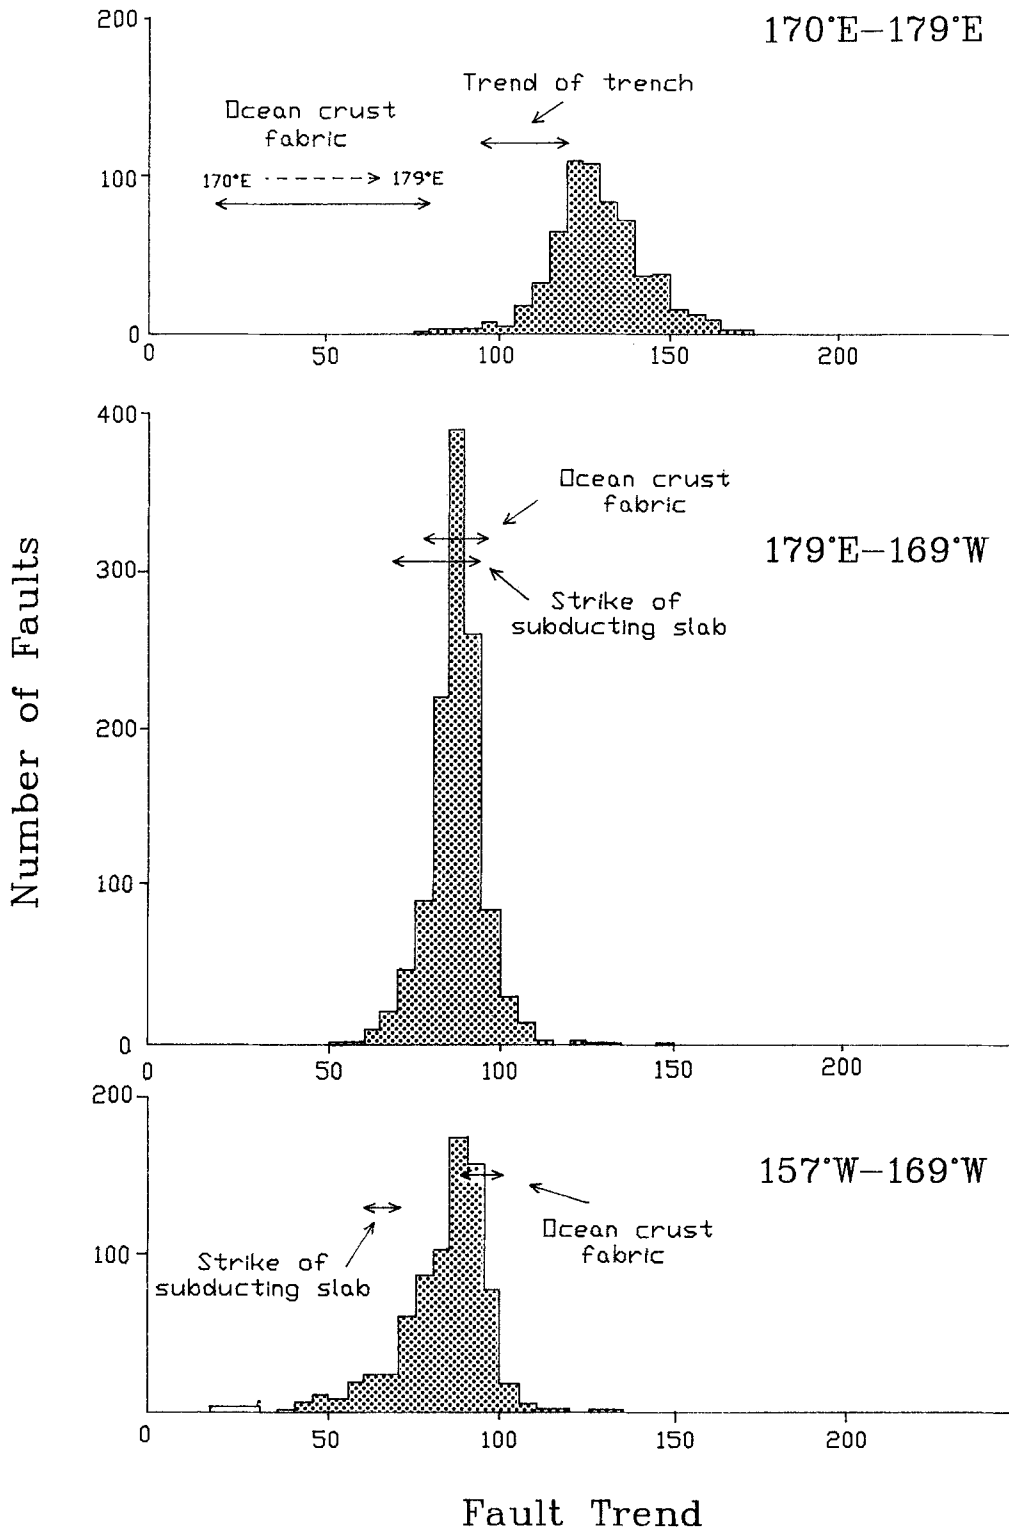 200
170°E–179°E
Trend of trench
Ocean crust
fabric
170°E
179°E
100
0
0
50
100
150
200
400
Ocean crust
fabric
179°E–169°W
300
Strike of
subducting slab
200
100
0
0
50
100
150
200
Number of Faults
200
157°W–169°W
Ocean crust
fabric
100
Strike of
subducting slab
0
50
100
150
200
Fault Trend